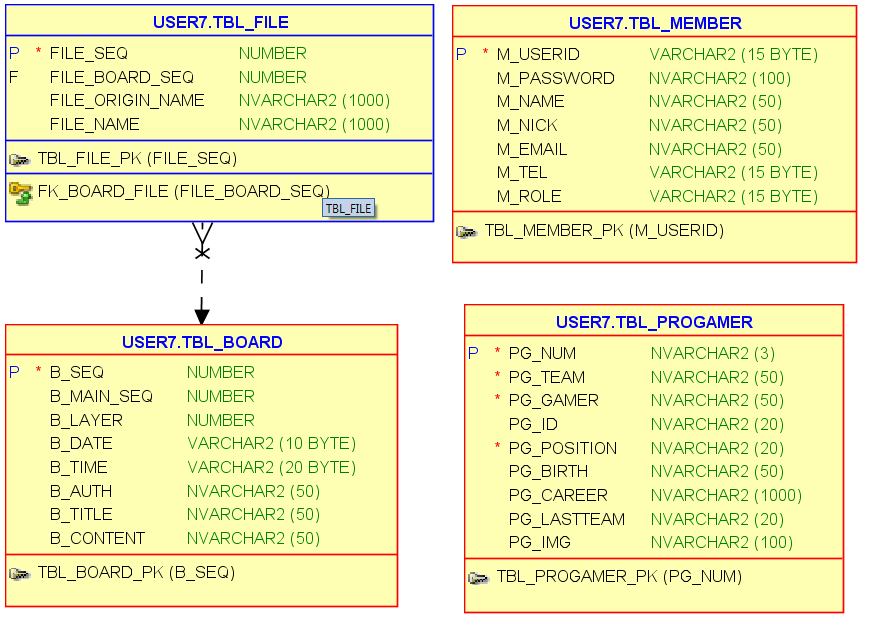 USER7.TBL_FILE
P * FILE_SEQ NUMBER
F FILE_BOARD_SEQ NUMBER
FILE_ORIGIN_NAME NVARCHAR2 (1000)
FILE_NAME NVARCHAR2 (1000)
TBL_FILE_PK (FILE_SEQ)
FK_BOARD_FILE (FILE_BOARD_SEQ)
TBL_FILE
USER7.TBL_MEMBER
P * M_USERID VARCHAR2 (15 BYTE)
M_PASSWORD NVARCHAR2 (100)
M_NAME NVARCHAR2 (50)
M_NICK NVARCHAR2 (50)
M_EMAIL NVARCHAR2 (50)
M_TEL VARCHAR2 (15 BYTE)
M_ROLE VARCHAR2 (15 BYTE)
TBL_MEMBER_PK (M_USERID)
USER7.TBL_BOARD
P * B_SEQ NUMBER
B_MAIN_SEQ NUMBER
B_LAYER NUMBER
B_DATE VARCHAR2 (10 BYTE)
B_TIME VARCHAR2 (20 BYTE)
B_AUTH NVARCHAR2 (50)
B_TITLE NVARCHAR2 (50)
B_CONTENT NVARCHAR2 (50)
TBL_BOARD_PK (B_SEQ)
USER7.TBL_PROGAMER
P * PG_NUM NVARCHAR2 (3)
* PG_TEAM NVARCHAR2 (50)
* PG_GAMER NVARCHAR2 (50)
PG_ID NVARCHAR2 (20)
* PG_POSITION NVARCHAR2 (20)
PG_BIRTH NVARCHAR2 (50)
PG_CAREER NVARCHAR2 (1000)
PG_LASTTEAM NVARCHAR2 (20)
PG_IMG NVARCHAR2 (100)
TBL_PROGAMER_PK (PG_NUM)